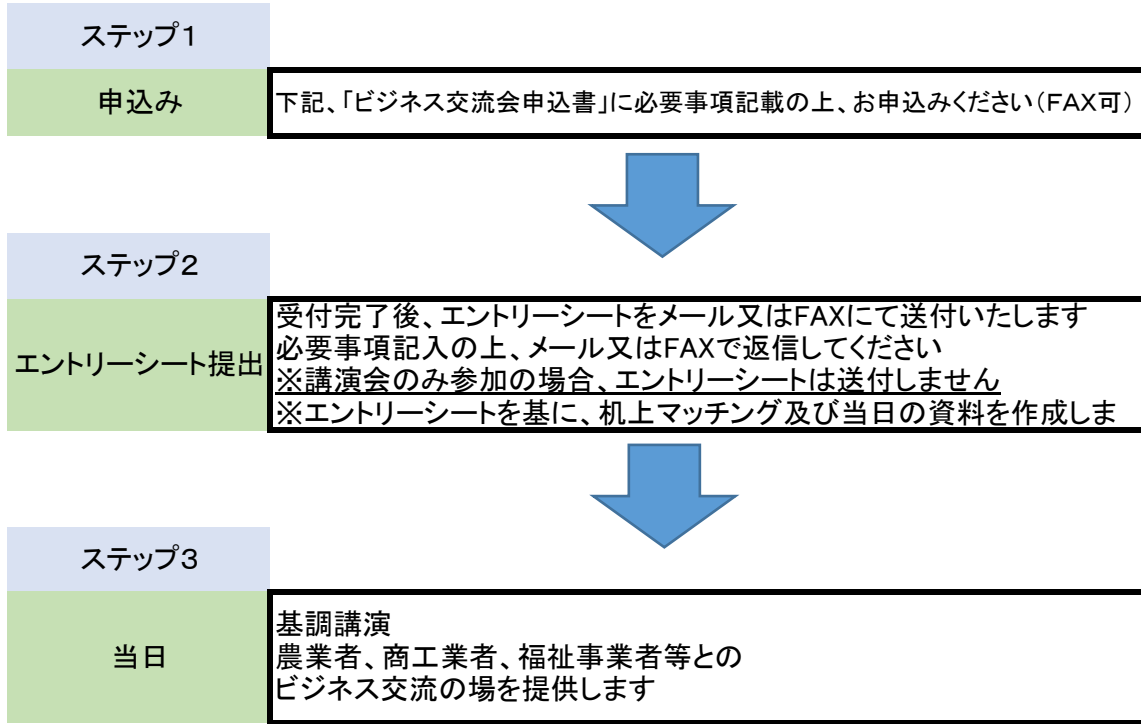 ステップ1
申込み
下記、「ビジネス交流会申込書」に必要事項記載の上、お申込みください（FAX可）
ステップ2
エントリーシート提出
受付完了後、エントリーシートをメール又はFAXにて送付いたします
必要事項記入の上、メール又はFAXで返信してください
※講演会のみ参加の場合、エントリーシートは送付しません
※エントリーシートを基に、机上マッチング及び当日の資料を作成しま
ステップ3
当日
基調講演
農業者、商工業者、福祉事業者等との
ビジネス交流の場を提供します